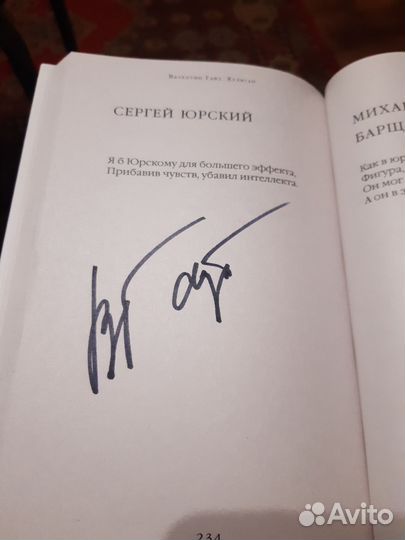 Валентин Гафт. Хулиган
СЕРГЕЙ ЮРСКИЙ
Я б Юрскому для большего эффекта,
Прибавив чувств, убавил интеллекта.
234
МИХА
БАРЩ
Как в юр
Фигура,
Он мог
А он в з
Avito